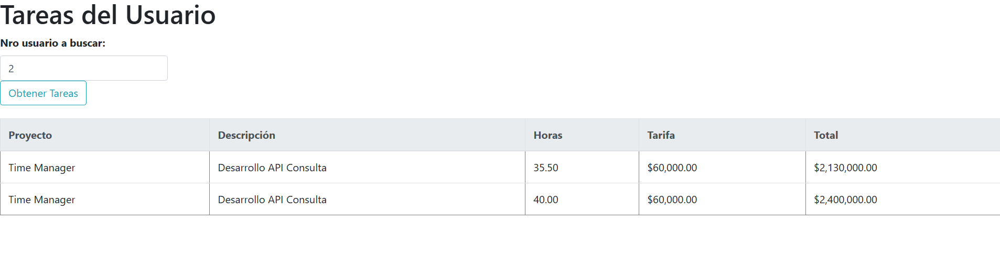 Tareas del Usuario
Nro usuario a buscar:
2
Obtener Tareas
Proyecto Descripción Horas Tarifa Total
Time Manager Desarrollo API Consulta 35.50 $60,000.00 $2,130,000.00
Time Manager Desarrollo API Consulta 40.00 $60,000.00 $2,400,000.00